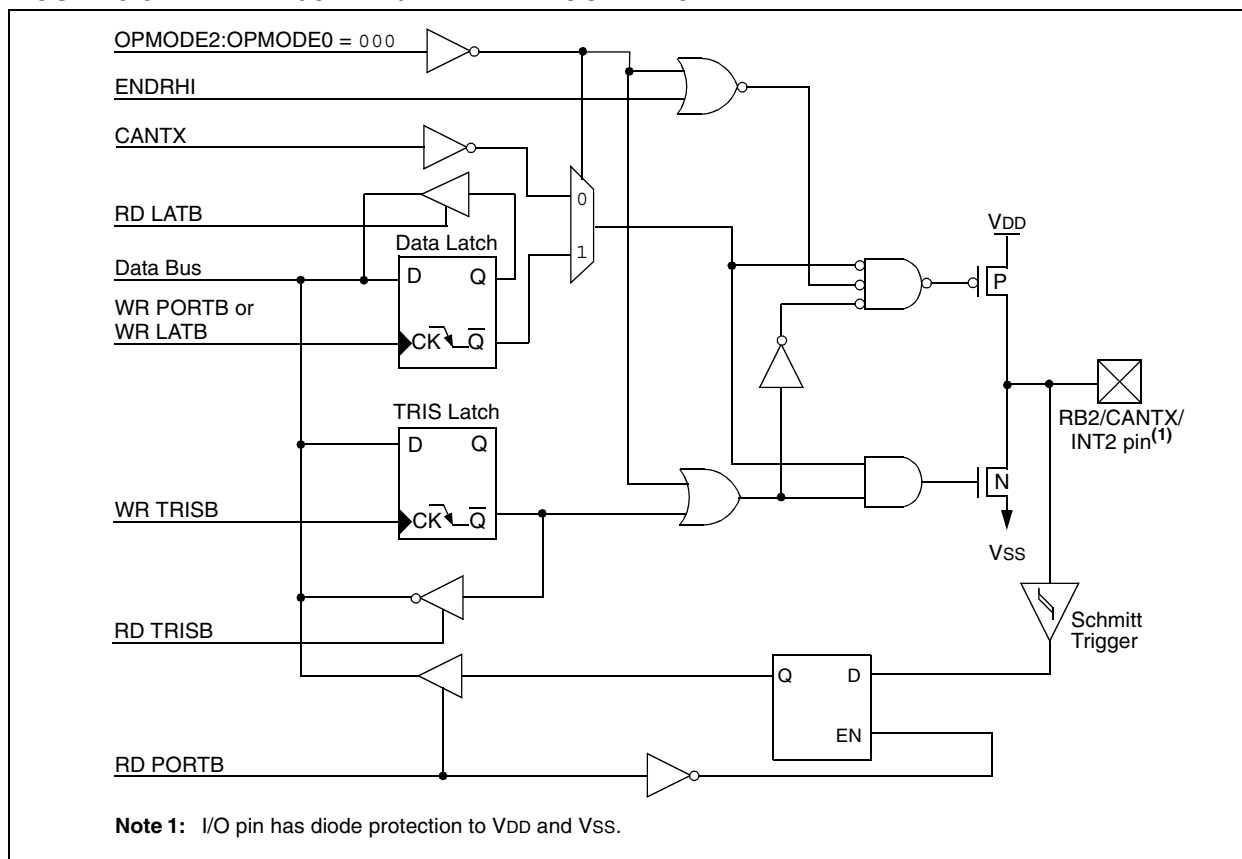 OPMODE2:OPMODE0 = 000
ENDRHI
CANTX
0
RD LATB
VDD
Data Latch
1
Data Bus
D Q
P
WR PORTB or
WR LATB
CK Q
RB2/CANTX/
INT2 pin(1)
TRIS Latch
D Q
N
WR TRISB
CK Q
VSS
Schmitt
Trigger
RD TRISB
Q D
EN
RD PORTB
Note 1: I/O pin has diode protection to VDD and VSS.